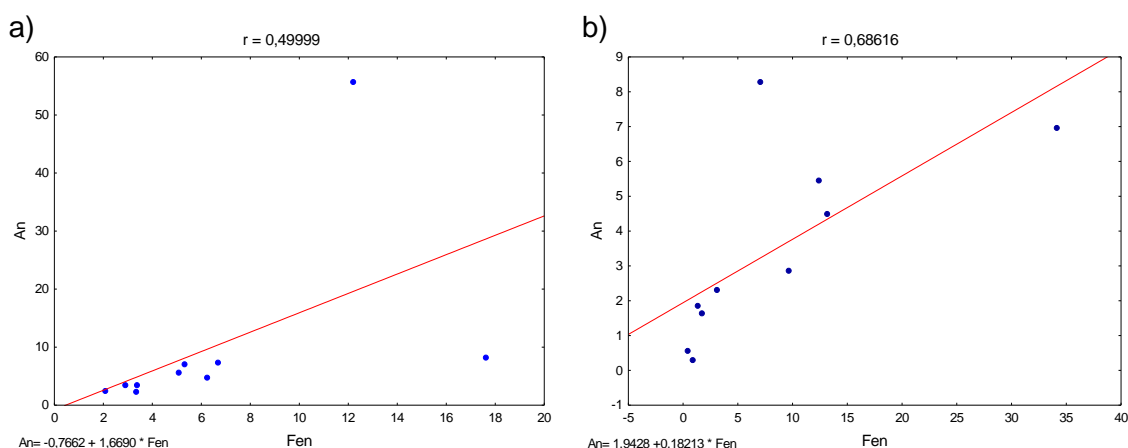 a)
r = 0,49999
60
50
40
30
20
10
0
An
0 2 4 6 8 10 12 14 16 18 20
Fen
An= -0,7662 + 1,6690 * Fen
b)
r = 0,68616
9
8
7
6
5
4
3
2
1
0
-1
An
-5 0 5 10 15 20 25 30 35 40
Fen
An= 1,9428 +0,18213 * Fen